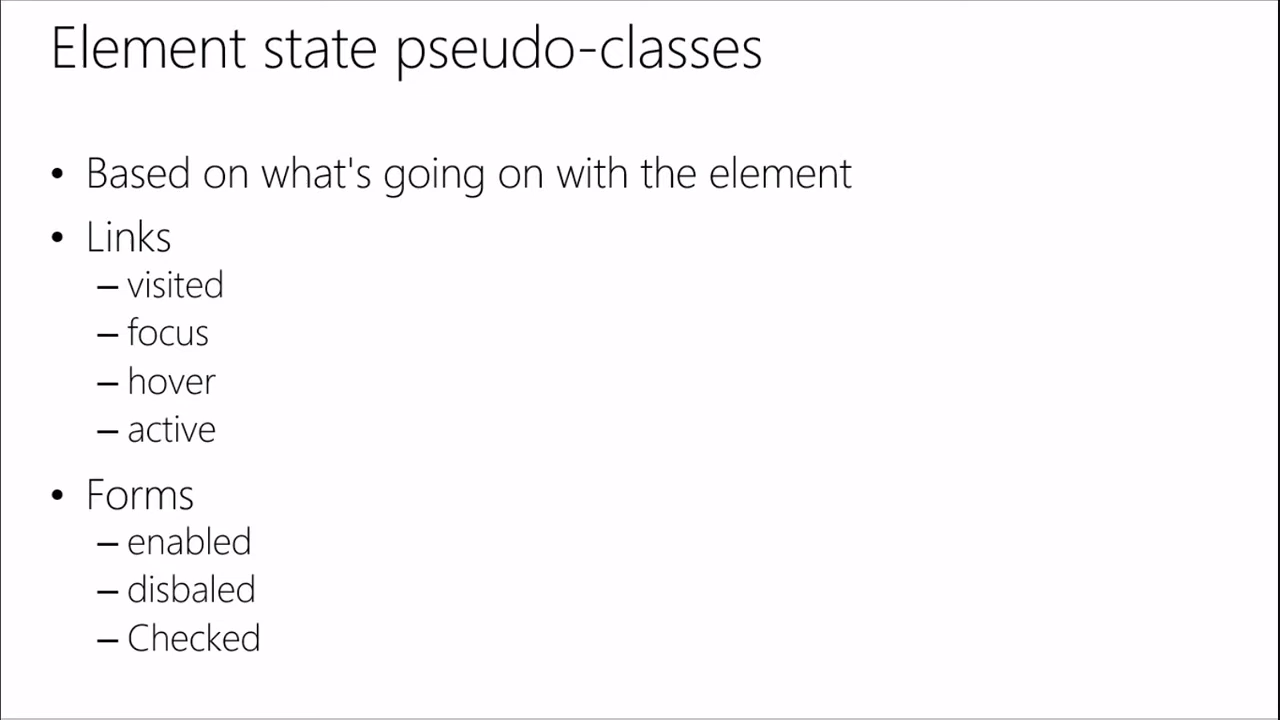 Element state pseudo-classes
• Based on what's going on with the element
• Links
– visited
– focus
– hover
– active
• Forms
– enabled
– disbaled
– Checked